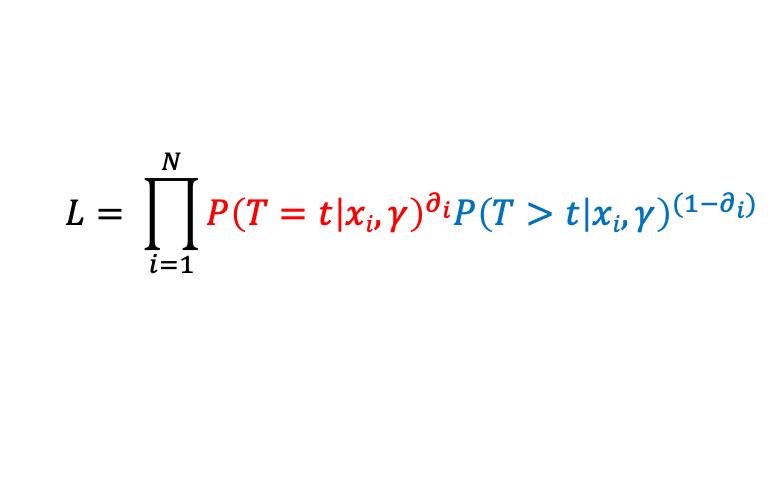 L = ∏_{i=1}^{N} P(T = t|x_i, γ)^{∂_i} P(T > t|x_i, γ)^{(1−∂_i)}